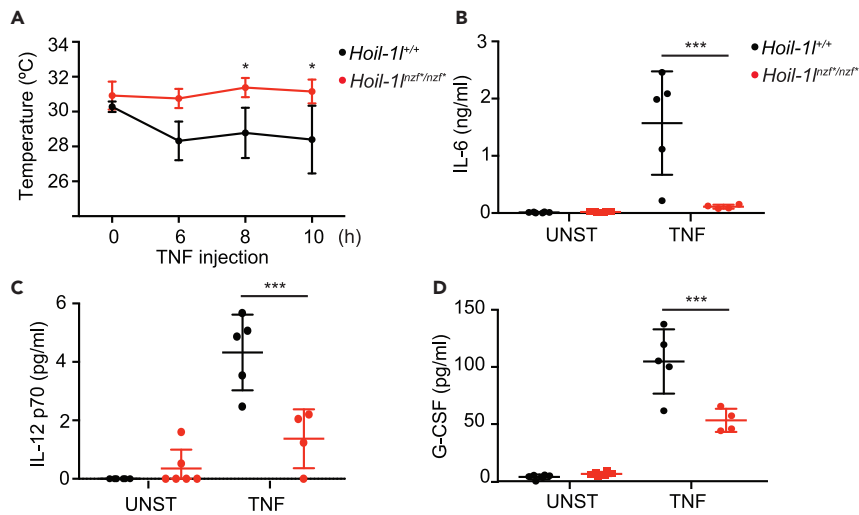 A
Temperature (ºC)
34
32
30
28
26
0
6
8
10
(h)
TNF injection
*
*
Hoil-1l+/+
Hoil-1lnzf*/nzf*
B
IL-6 (ng/ml)
3
2
1
0
UNST
TNF
***
Hoil-1l+/+
Hoil-1lnzf*/nzf*
C
IL-12 p70 (pg/ml)
6
4
2
0
UNST
TNF
***
D
G-CSF (pg/ml)
150
100
50
0
UNST
TNF
***